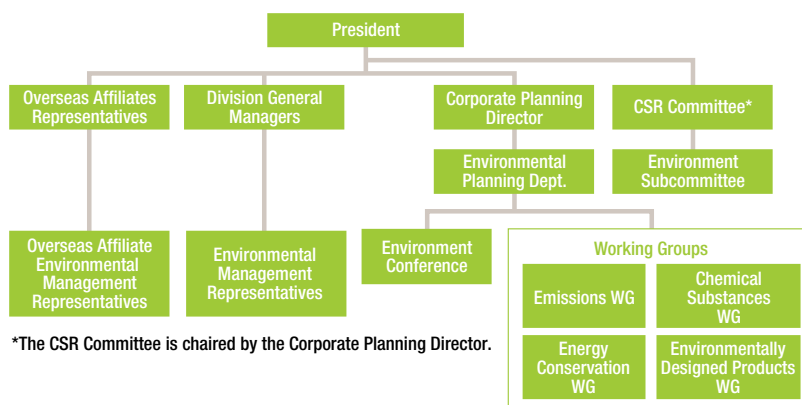 President
Overseas Affiliates
Representatives
Division General
Managers
Corporate Planning
Director
CSR Committee*
Environmental
Planning Dept.
Environment
Subcommittee
Overseas Affiliate
Environmental
Management
Representatives
Environmental
Management
Representatives
Environment
Conference
Working Groups
Emissions WG
Chemical
Substances
WG
Energy
Conservation
WG
Environmentally
Designed Products
WG
*The CSR Committee is chaired by the Corporate Planning Director.